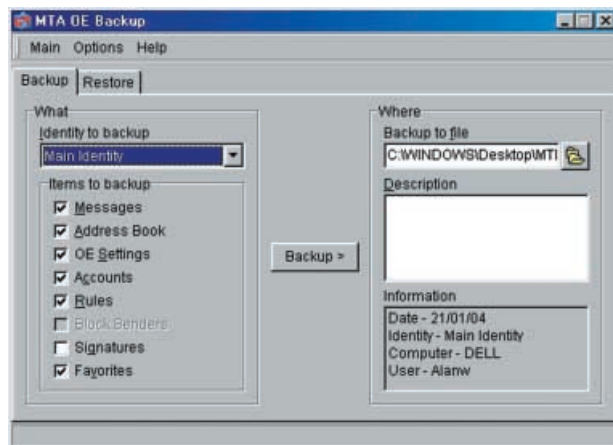 MTA OE Backup
Main Options Help
Backup Restore
What
Identity to backup
Main Identity
Items to backup
Messages
Address Book
OE Settings
Accounts
Rules
Block Senders
Signatures
Favorites
Backup >
Where
Backup to file
C:\WINDOWS\Desktop\MTI
Description
Information
Date - 21/01/04
Identity - Main Identity
Computer - DELL
User - Alanw